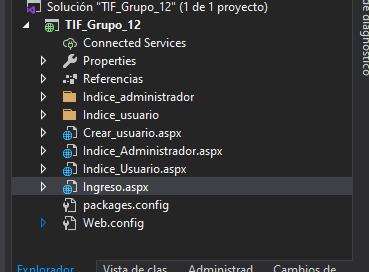 Solución "TIF_Grupo_12" (1 de 1 proyecto)
TIF_Grupo_12
Connected Services
Properties
Referencias
Indice_administrador
Indice_usuario
Crear_usuario.aspx
Indice_Administrador.aspx
Indice_Usuario.aspx
Ingreso.aspx
packages.config
Web.config
Explorador
Vista de clas
Administrad
Cambios de
de diagnóstico